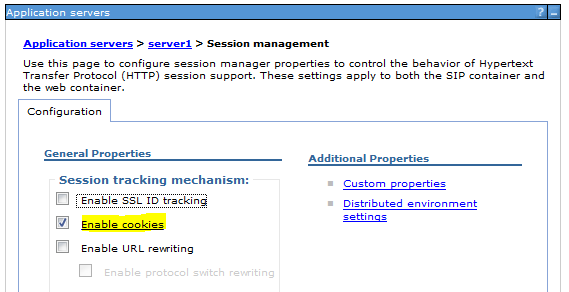 Application servers ? _
Application servers > server1 > Session management
Use this page to configure session manager properties to control the behavior of Hypertext
Transfer Protocol (HTTP) session support. These settings apply to both the SIP container and
the web container.
Configuration
General Properties
Session tracking mechanism:
Enable SSL ID tracking
Enable cookies
Enable URL rewriting
Enable protocol switch rewriting
Additional Properties
Custom properties
Distributed environment
settings